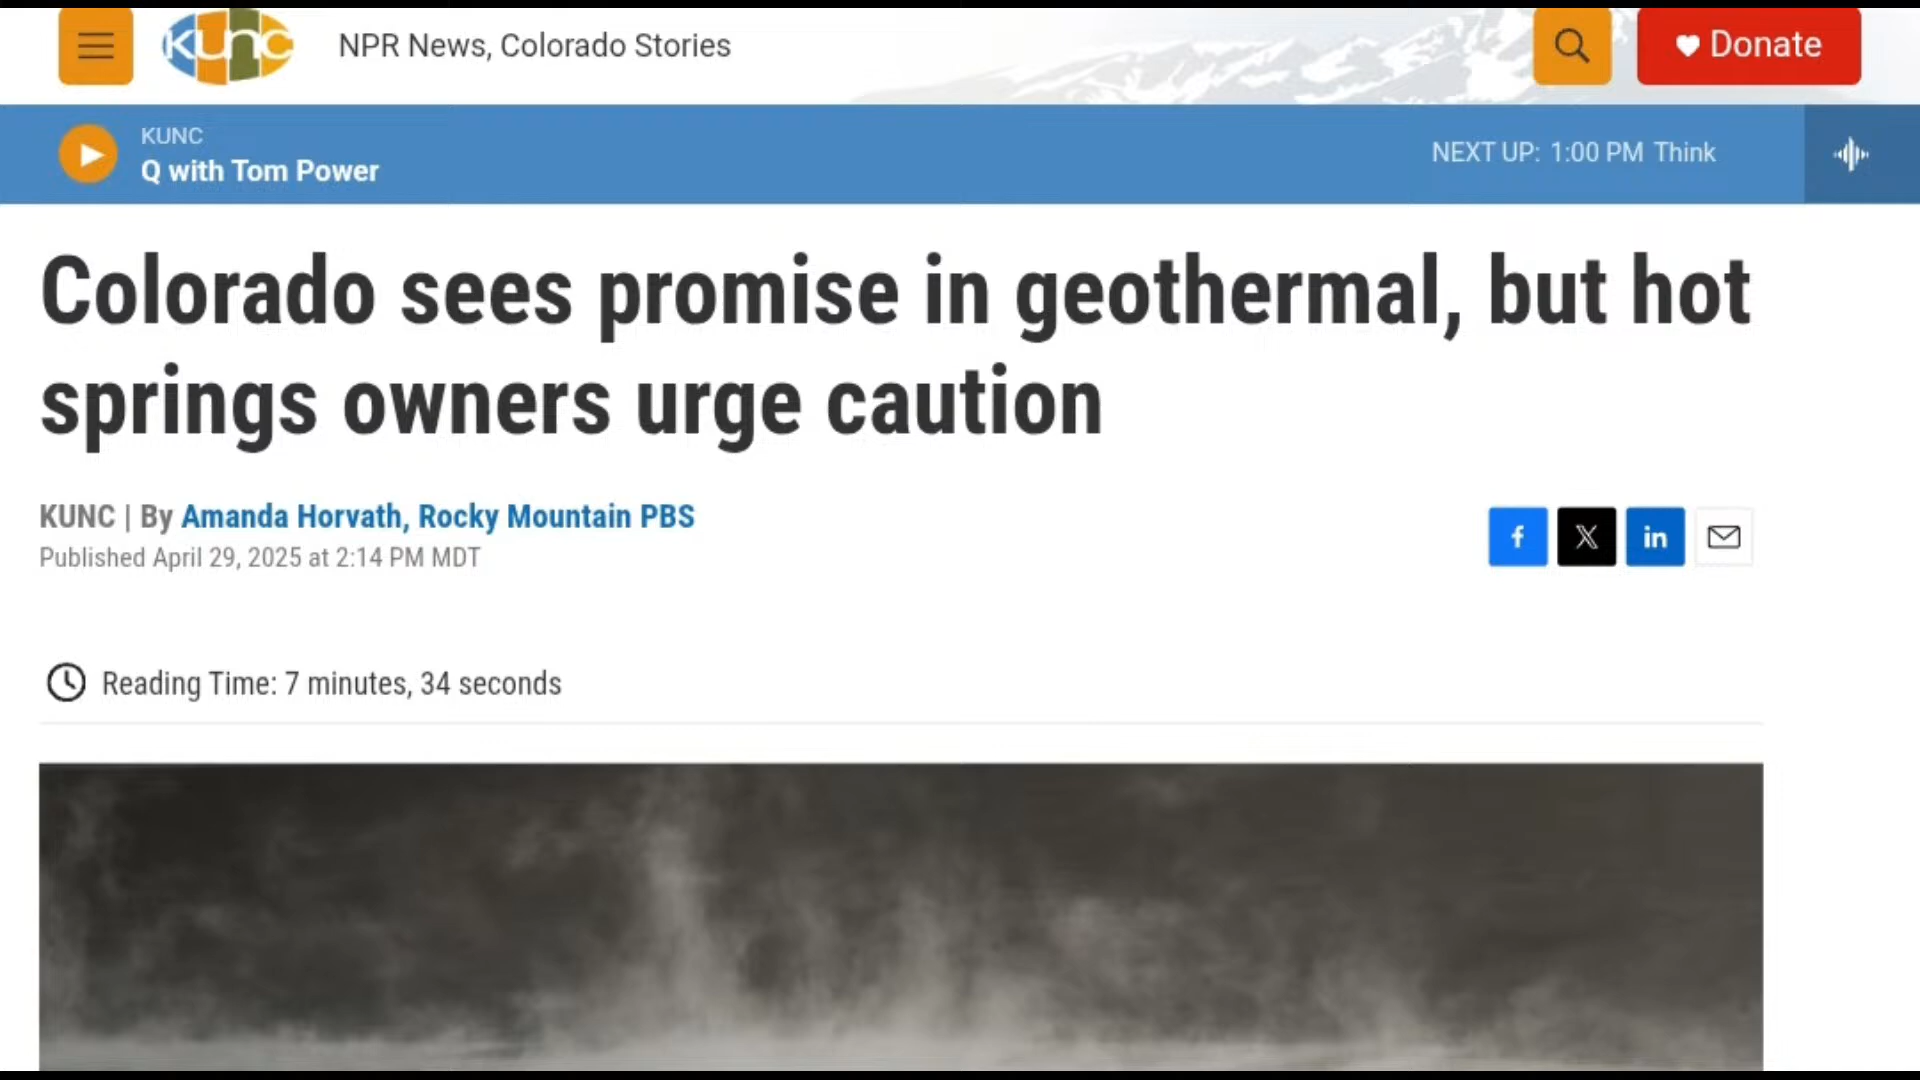 KUNC NPR News, Colorado Stories Donate
KUNC
Q with Tom Power
NEXT UP: 1:00 PM Think
Colorado sees promise in geothermal, but hot
springs owners urge caution
KUNC | By Amanda Horvath, Rocky Mountain PBS
Published April 29, 2025 at 2:14 PM MDT
f X in
Reading Time: 7 minutes, 34 seconds